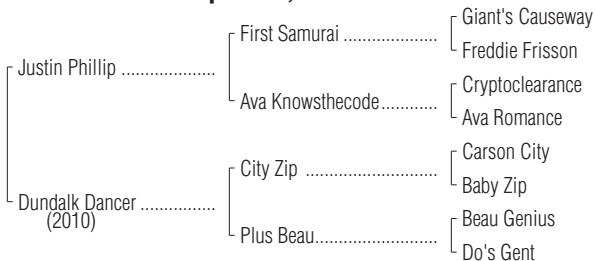 Giant's Causeway
First Samurai ...................
Freddie Frisson
Justin Phillip ....................
Cryptoclearance
Ava Knowsthecode............
Ava Romance
Carson City
City Zip ............................
Baby Zip
Dundalk Dancer ................
(2010)
Beau Genius
Plus Beau..........................
Do's Gent